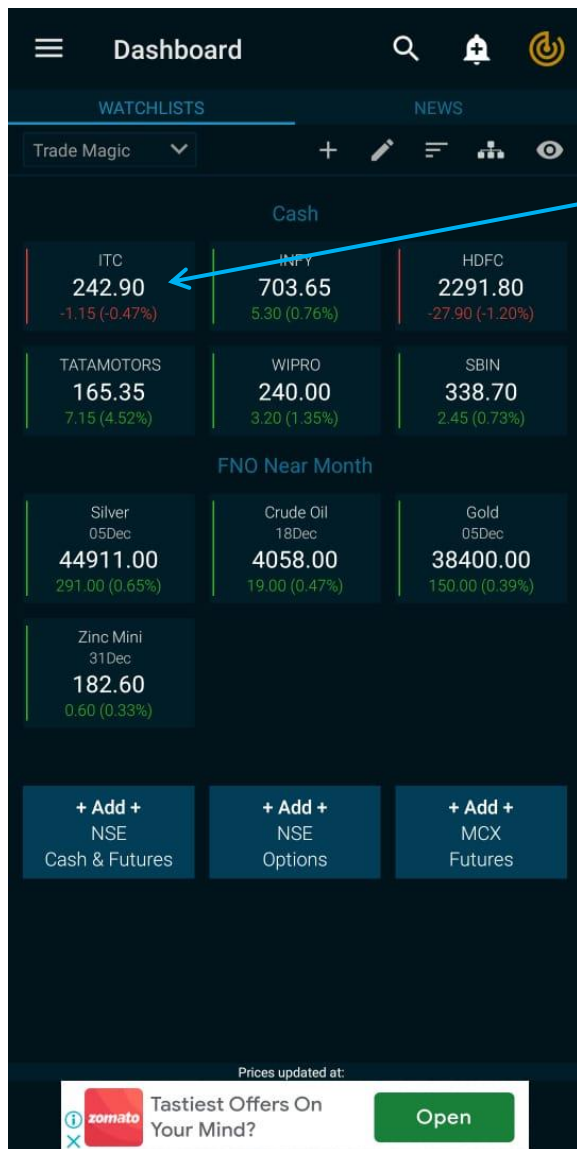 Dashboard
WATCHLISTS NEWS
Trade Magic
Cash
ITC INFY HDFC
242.90 703.65 2291.80
-1.15 (-0.47%) 5.30 (0.76%) -27.90 (-1.20%)
TATAMOTORS WIPRO SBIN
165.35 240.00 338.70
7.15 (4.52%) 3.20 (1.35%) 2.45 (0.73%)
FNO Near Month
Silver Crude Oil Gold
05Dec 18Dec 05Dec
44911.00 4058.00 38400.00
291.00 (0.65%) 19.00 (0.47%) 150.00 (0.39%)
Zinc Mini
31Dec
182.60
0.60 (0.33%)
+ Add + + Add + + Add +
NSE NSE MCX
Cash & Futures Options Futures
Prices updated at:
zomato Tastiest Offers On Open
Your Mind?